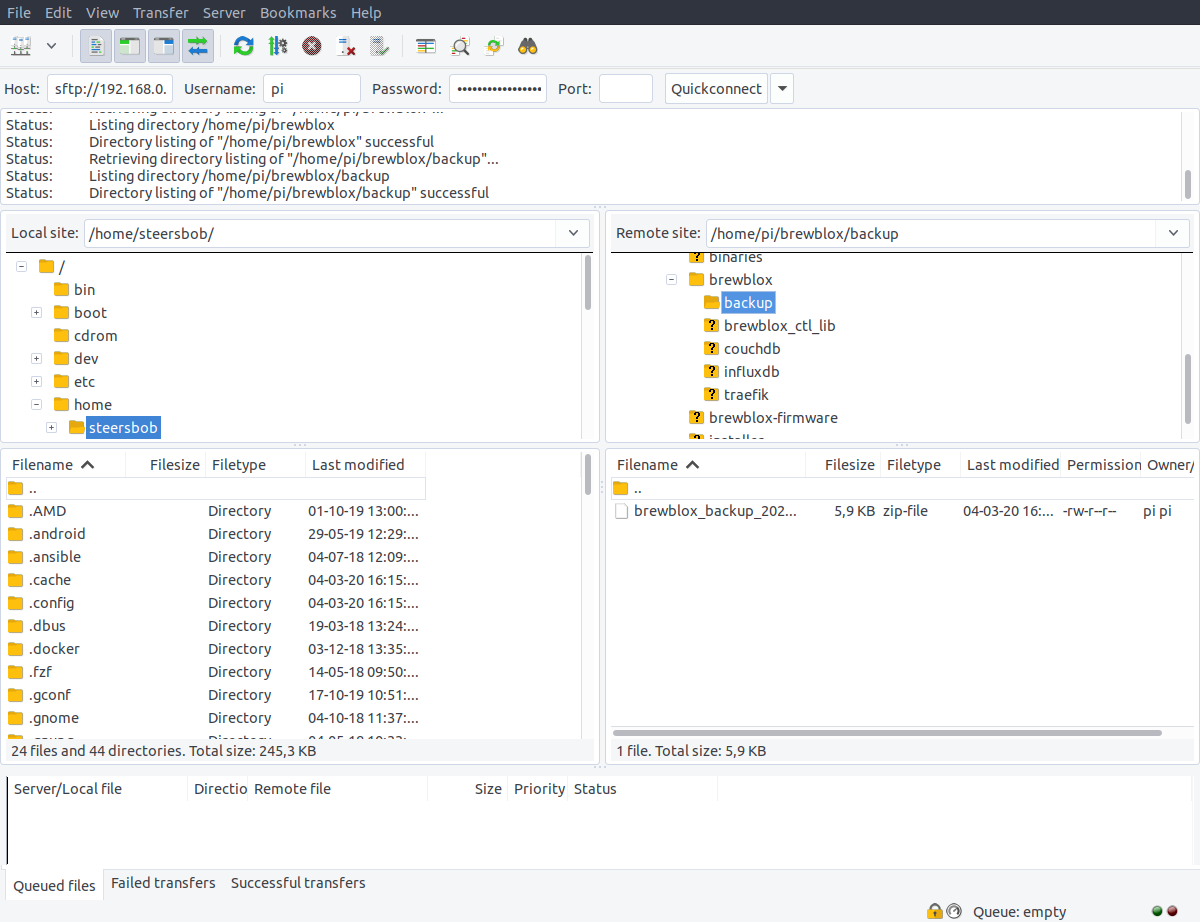 File Edit View Transfer Server Bookmarks Help
Host: sftp://192.168.0. Username: pi Password: •••••••••••••••• Port: Quickconnect
Status: Listing directory /home/pi/brewblox
Status: Directory listing of "/home/pi/brewblox" successful
Status: Retrieving directory listing of "/home/pi/brewblox/backup"...
Status: Listing directory /home/pi/brewblox/backup
Status: Directory listing of "/home/pi/brewblox/backup" successful
Local site: /home/steersbob/
/
bin
boot
cdrom
dev
etc
home
steersbob
Filename Filesize Filetype Last modified
..
.AMD Directory 01-10-19 13:00:...
.android Directory 29-05-19 12:29:...
.ansible Directory 04-07-18 12:09:...
.cache Directory 04-03-20 16:15:...
.config Directory 04-03-20 16:15:...
.dbus Directory 19-03-18 13:24:...
.docker Directory 03-12-18 13:35:...
.fzf Directory 14-05-18 09:50:...
.gconf Directory 17-10-19 10:51:...
.gnome Directory 04-10-18 11:37:...
24 files and 44 directories. Total size: 245,3 KB
Remote site: /home/pi/brewblox/backup
binaries
brewblox
backup
brewblox_ctl_lib
couchdb
influxdb
traefik
brewblox-firmware
Filename Filesize Filetype Last modified Permission Owner/
..
brewblox_backup_202... 5,9 KB zip-file 04-03-20 16:... -rw-r--r-- pi pi
1 file. Total size: 5,9 KB
Server/Local file Directio Remote file Size Priority Status
Queued files Failed transfers Successful transfers
Queue: empty